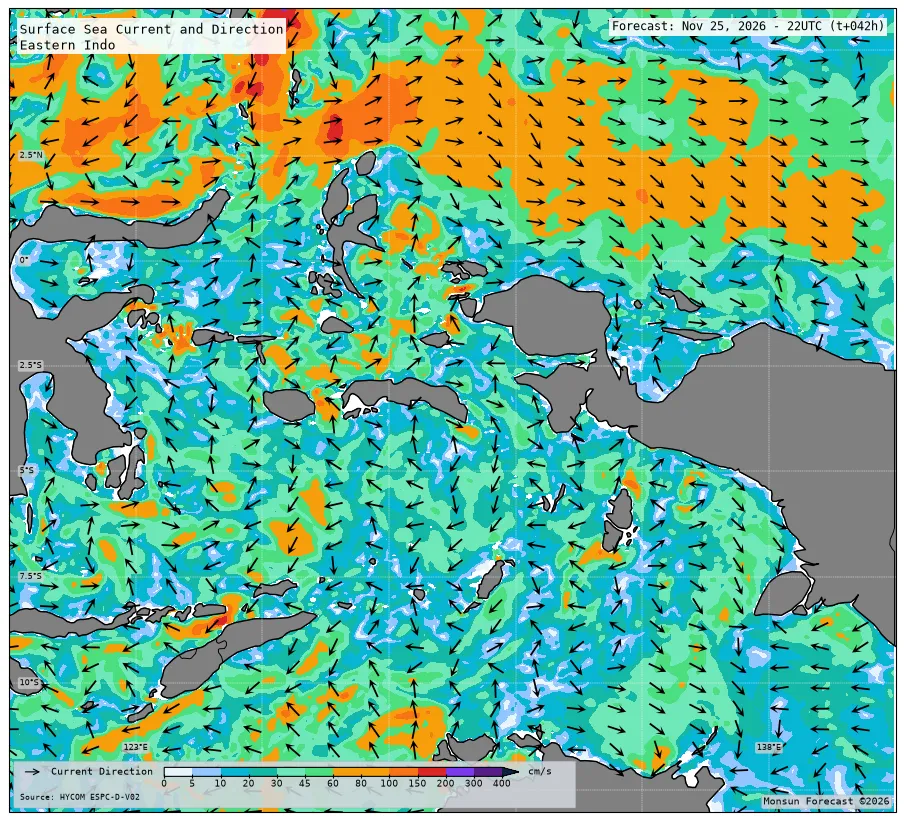 Surface Sea Current and Direction
Eastern Indo
Forecast: Nov 25, 2026 - 22UTC (t+042h)
2.5°N
0°
2.5°S
5°S
7.5°S
10°S
123°E
138°E
Current Direction
0 5 10 20 30 45 60 80 100 150 200 300 400
cm/s
Source: HYCOM ESPC-D-V02
Monsun Forecast ©2026